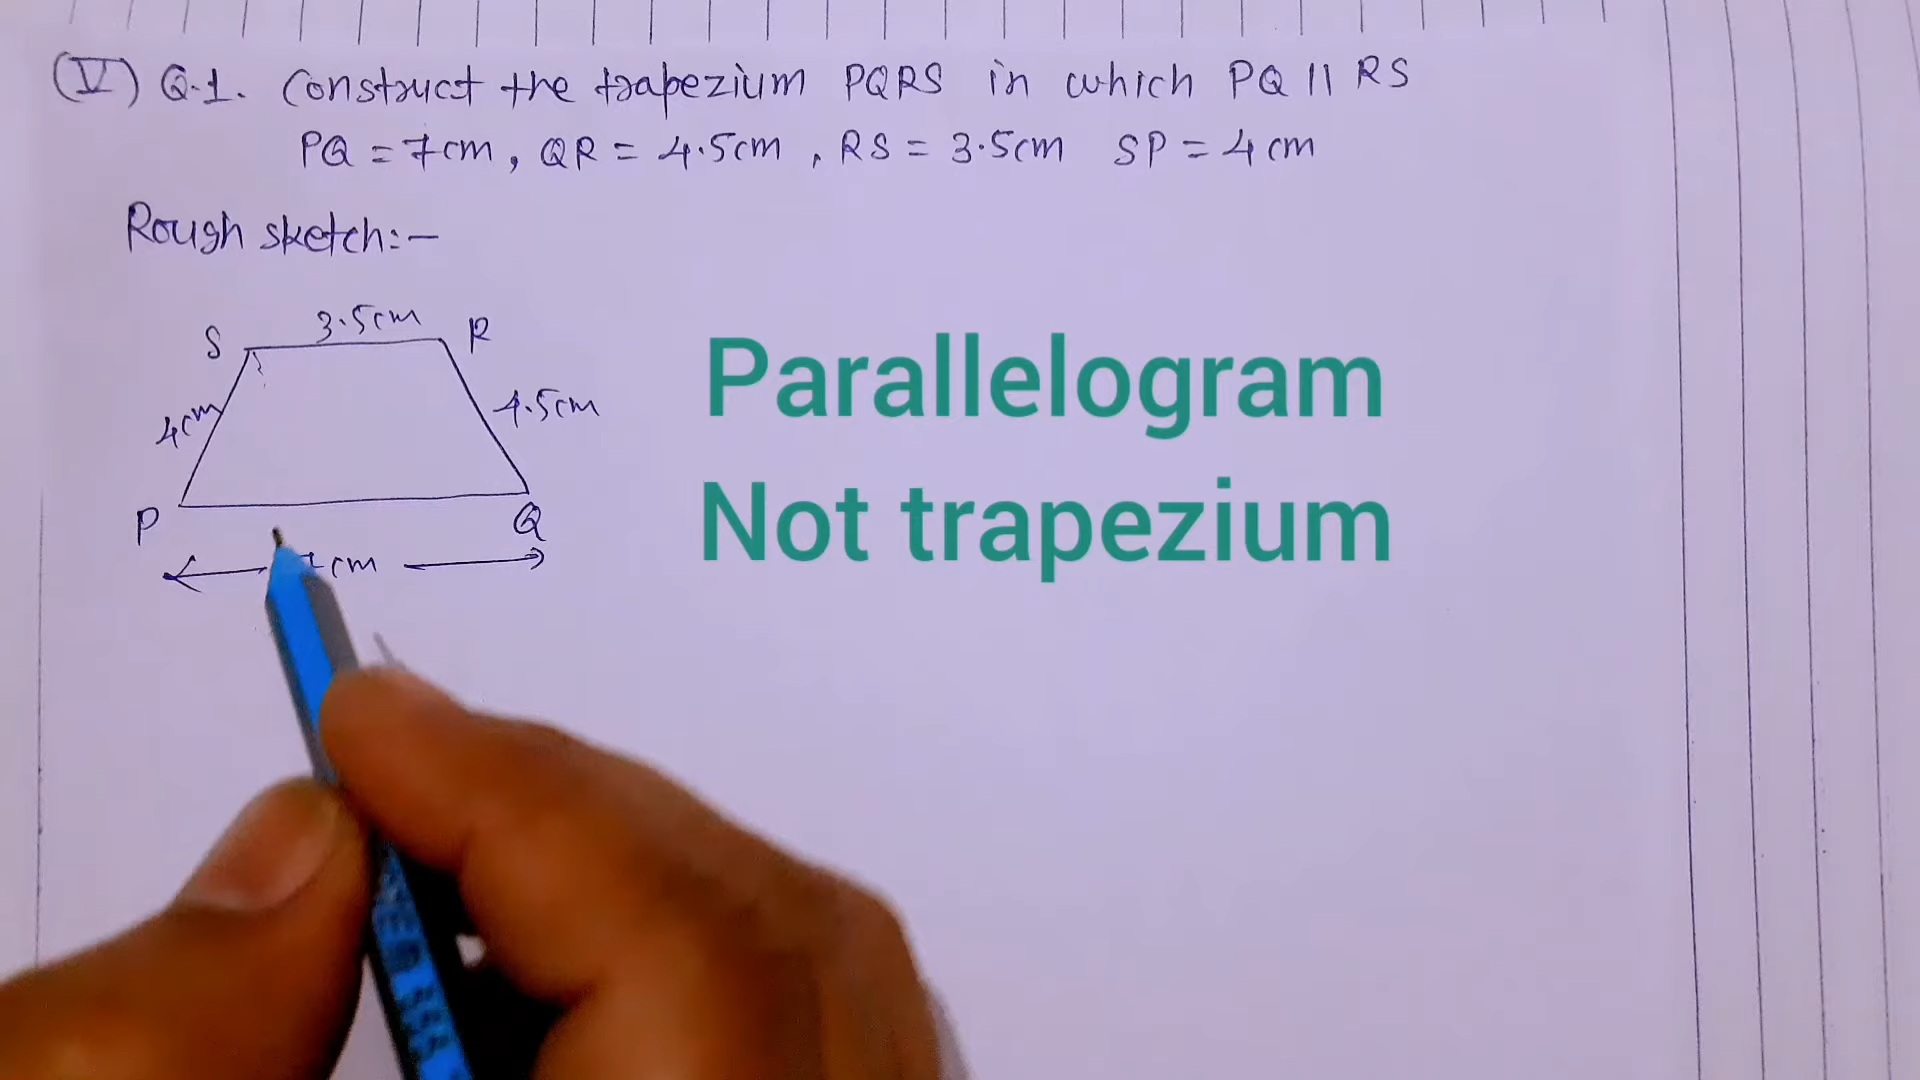 (V) Q.1. Construct the trapezium PQRS in which PQ || RS
PQ = 7cm, QR = 4.5cm, RS = 3.5cm SP = 4cm
Rough sketch:-
3.5cm
S
R
4cm
4.5cm
P
Q
cm
Parallelogram
Not trapezium